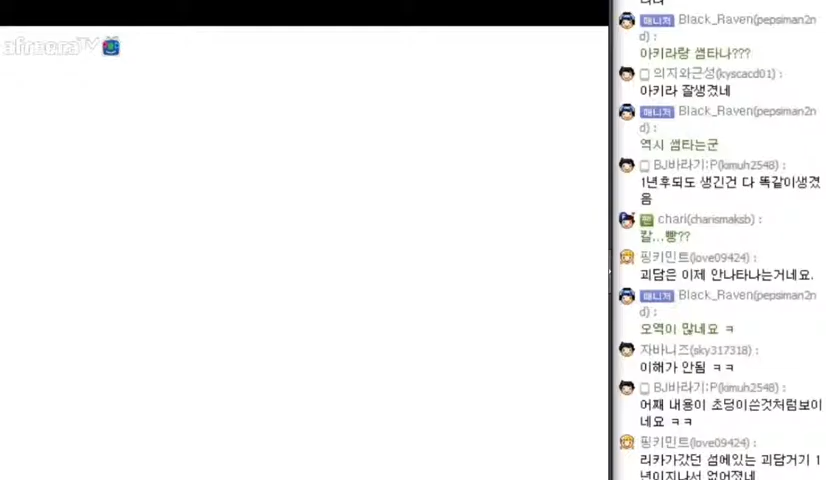 afreecaTV
매니저 Black_Raven(pepsiman2n
d) :
아키라랑 썸타나???
의지와근성(kyscacd01) :
아키라 잘생겼네
매니저 Black_Raven(pepsiman2n
d) :
역시 썸타는군
BJ바라기:P(kimuh2548) :
1년후되도 생긴건 다 똑같이생겼
음
팬 chari(charismaksb) :
칼...빵??
핑키민트(love09424) :
괴담은 이제 안나타나는거네요.
매니저 Black_Raven(pepsiman2n
d) :
오역이 많네요 ㅋ
자바니즈(sky317318) :
이해가 안됨 ㅋㅋ
BJ바라기:P(kimuh2548) :
어째 내용이 초딩이쓴것처럼보이
네요 ㅋㅋ
핑키민트(love09424) :
리카가갔던 섬에있는 괴담거기 1
년이지나서 없어졌네